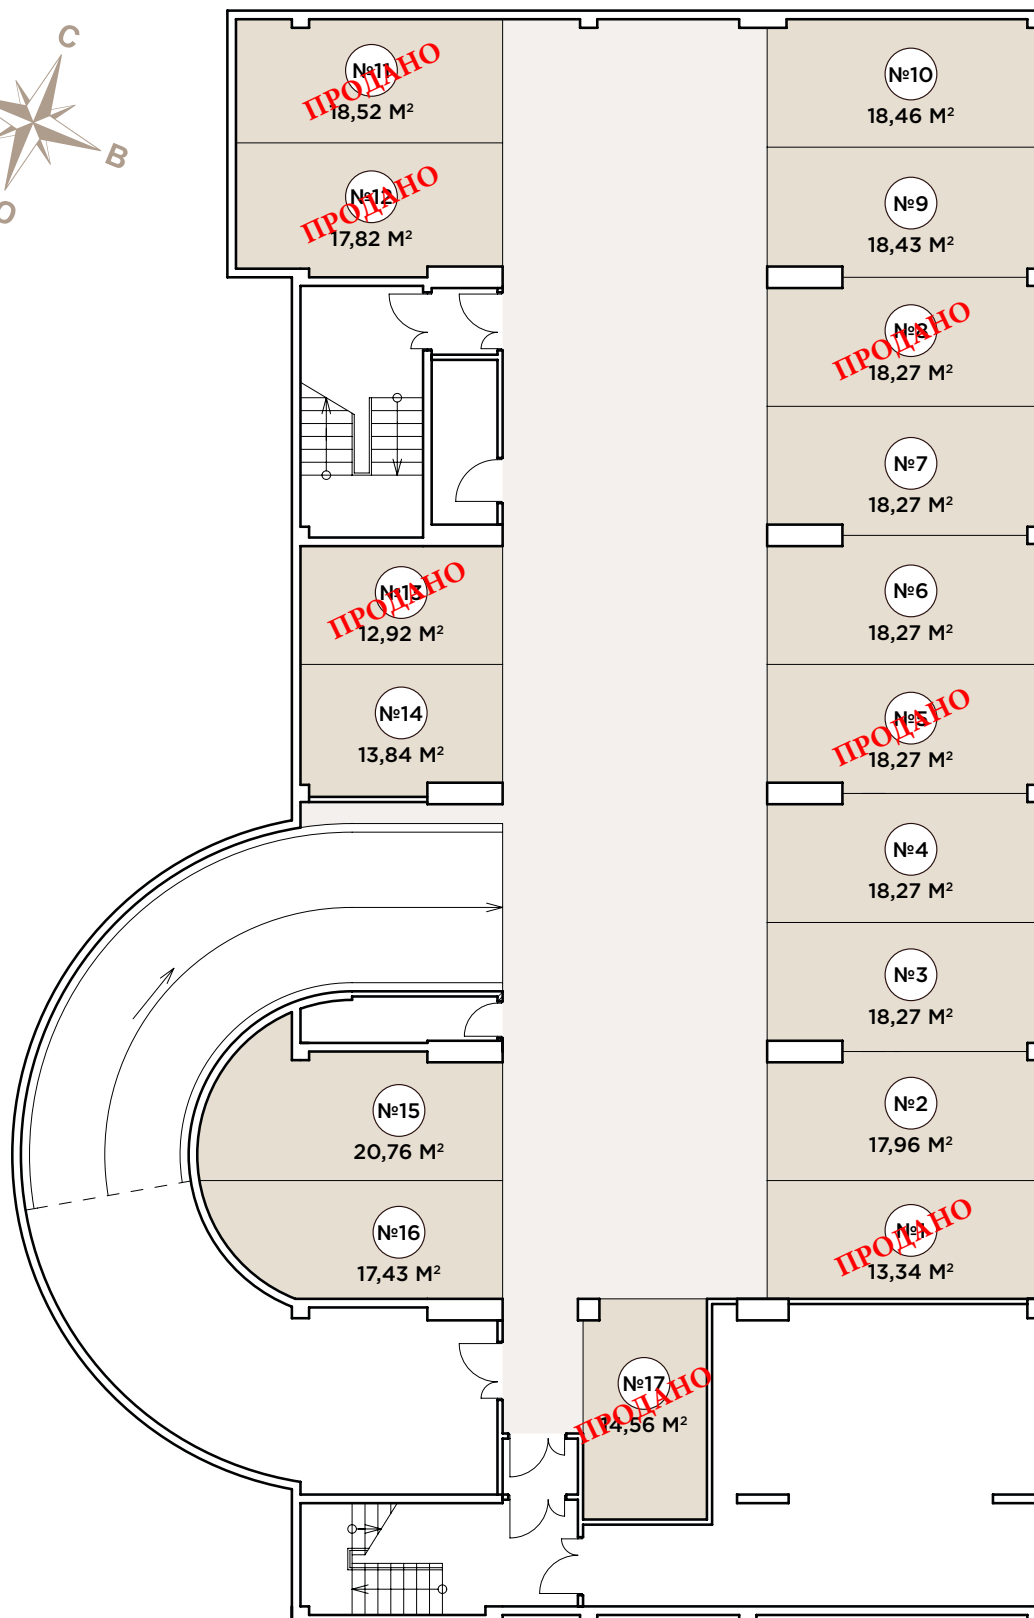 С
В
Ю
№11
ПРОДАНО
18,52 М²
№12
ПРОДАНО
17,82 М²
№10
18,46 М²
№9
18,43 М²
№8
ПРОДАНО
18,27 М²
№7
18,27 М²
№13
ПРОДАНО
12,92 М²
№14
13,84 М²
№6
18,27 М²
№5
ПРОДАНО
18,27 М²
№4
18,27 М²
№3
18,27 М²
№15
20,76 М²
№16
17,43 М²
№2
17,96 М²
№1
ПРОДАНО
13,34 М²
№17
ПРОДАНО
14,56 М²